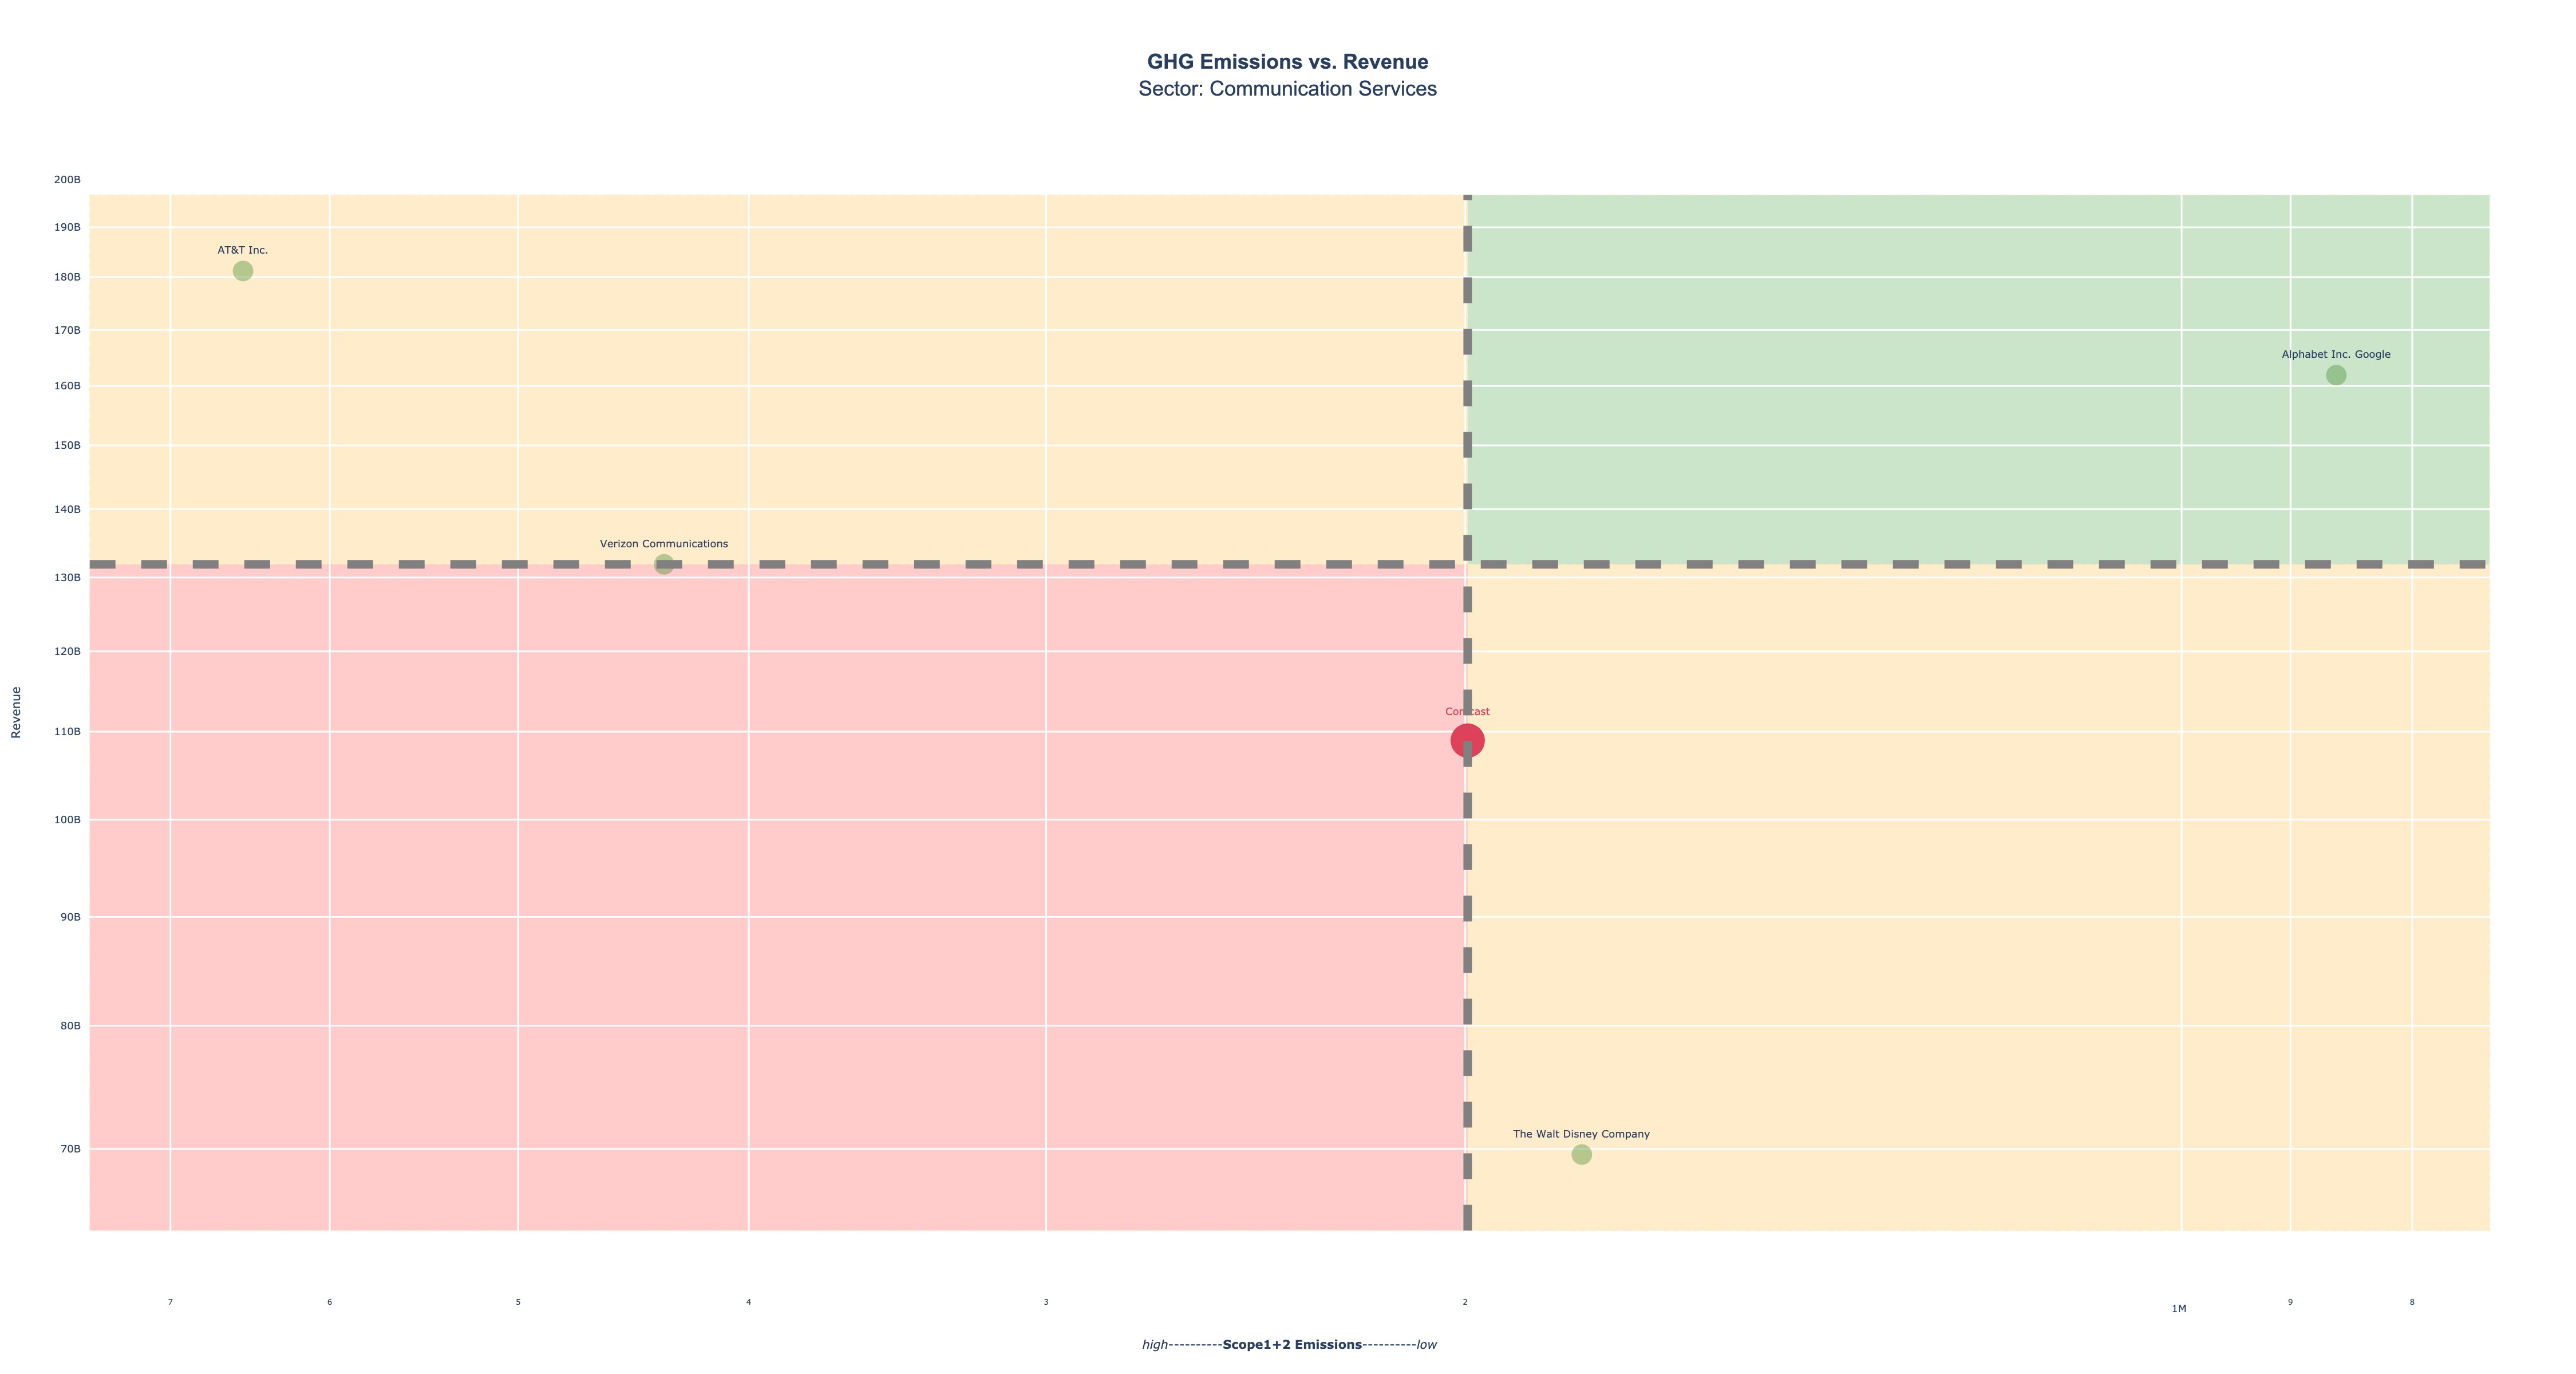 GHG Emissions vs. Revenue
Sector: Communication Services
200B
190B
AT&T Inc.
180B
170B
Alphabet Inc. Google
160B
150B
140B
Verizon Communications
130B
120B
Revenue
Comcast
110B
100B
90B
80B
The Walt Disney Company
70B
7 6 5 4 3 2 1M 9 8
high----------Scope1+2 Emissions----------low